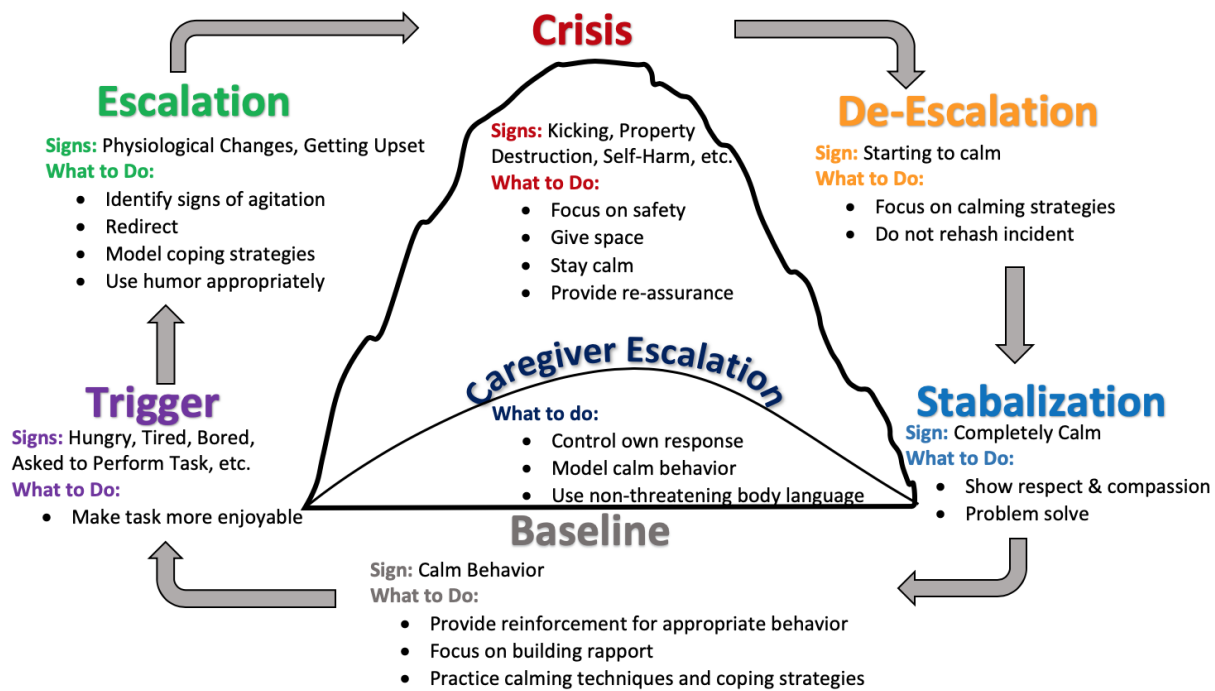 Crisis
Signs: Kicking, Property
Destruction, Self-Harm, etc.
What to Do:
• Focus on safety
• Give space
• Stay calm
• Provide re-assurance
Escalation
Signs: Physiological Changes, Getting Upset
What to Do:
• Identify signs of agitation
• Redirect
• Model coping strategies
• Use humor appropriately
De-Escalation
Sign: Starting to calm
What to Do:
• Focus on calming strategies
• Do not rehash incident
Caregiver Escalation
What to do:
• Control own response
• Model calm behavior
• Use non-threatening body language
Trigger
Signs: Hungry, Tired, Bored,
Asked to Perform Task, etc.
What to Do:
• Make task more enjoyable
Stabalization
Sign: Completely Calm
What to Do:
• Show respect & compassion
• Problem solve
Baseline
Sign: Calm Behavior
What to Do:
• Provide reinforcement for appropriate behavior
• Focus on building rapport
• Practice calming techniques and coping strategies